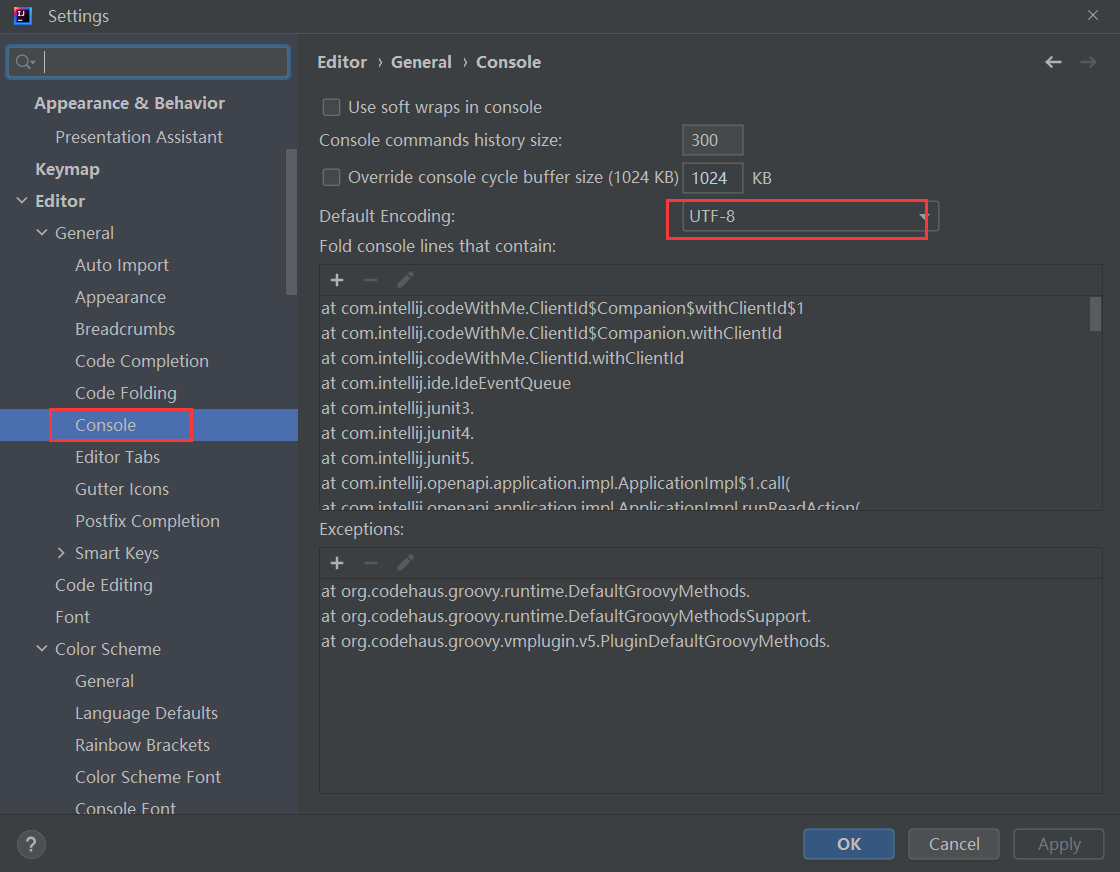 Settings
Appearance & Behavior
Presentation Assistant
Keymap
Editor
General
Auto Import
Appearance
Breadcrumbs
Code Completion
Code Folding
Console
Editor Tabs
Gutter Icons
Postfix Completion
Smart Keys
Code Editing
Font
Color Scheme
General
Language Defaults
Rainbow Brackets
Color Scheme Font
Console Font
Editor › General › Console
Use soft wraps in console
Console commands history size: 300
Override console cycle buffer size (1024 KB) 1024 KB
Default Encoding: UTF-8
Fold console lines that contain:
at com.intellij.codeWithMe.ClientId$Companion$withClientId$1
at com.intellij.codeWithMe.ClientId$Companion.withClientId
at com.intellij.codeWithMe.ClientId.withClientId
at com.intellij.ide.IdeEventQueue
at com.intellij.junit3.
at com.intellij.junit4.
at com.intellij.junit5.
at com.intellij.openapi.application.impl.ApplicationImpl$1.call(
at com.intellij.openapi.application.impl.ApplicationImpl.runReadAction(
Exceptions:
at org.codehaus.groovy.runtime.DefaultGroovyMethods.
at org.codehaus.groovy.runtime.DefaultGroovyMethodsSupport.
at org.codehaus.groovy.vmplugin.v5.PluginDefaultGroovyMethods.
?
OK
Cancel
Apply